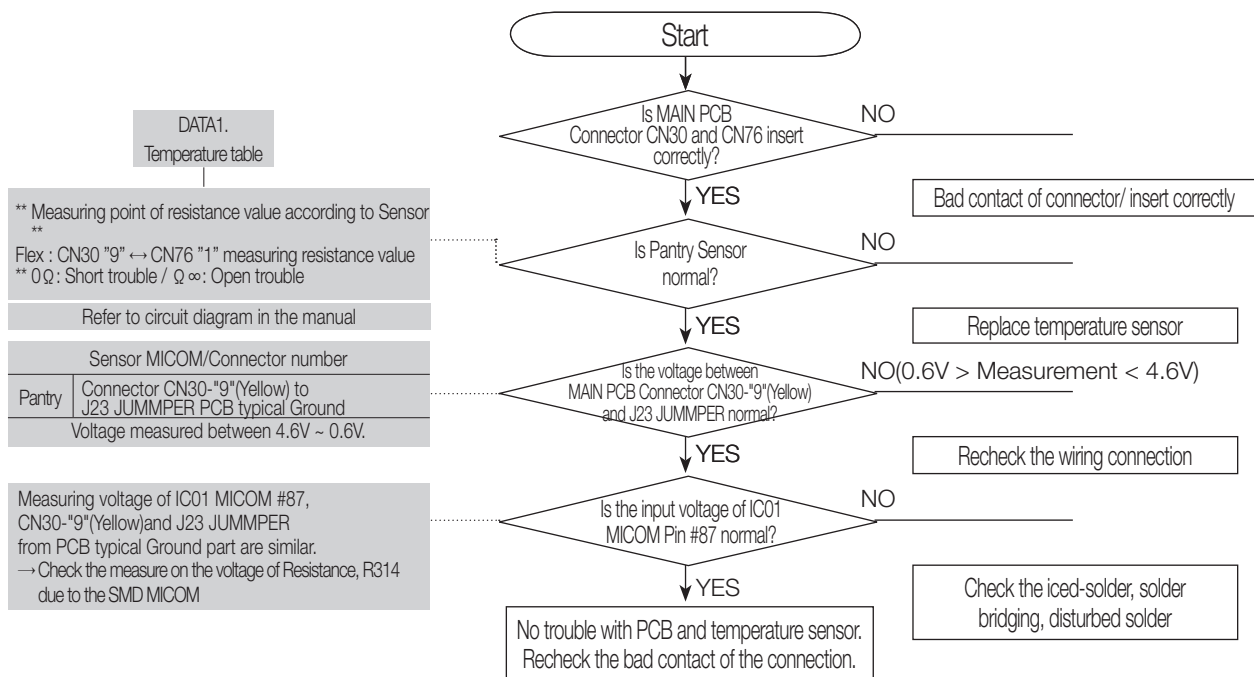 Start
Is MAIN PCB
Connector CN30 and CN76 insert
correctly?
NO
YES
Bad contact of connector/ insert correctly
DATA1.
Temperature table
** Measuring point of resistance value according to Sensor
**
Flex : CN30 "9" ↔ CN76 "1" measuring resistance value
** 0Ω: Short trouble / Ω ∞: Open trouble
Refer to circuit diagram in the manual
Is Pantry Sensor
normal?
NO
YES
Replace temperature sensor
Sensor MICOM/Connector number
Pantry
Connector CN30-"9"(Yellow) to
J23 JUMMPER PCB typical Ground
Voltage measured between 4.6V ~ 0.6V.
Is the voltage between
MAIN PCB Connector CN30-"9"(Yellow)
and J23 JUMMPER normal?
NO(0.6V > Measurement < 4.6V)
YES
Recheck the wiring connection
Measuring voltage of IC01 MICOM #87,
CN30-"9"(Yellow)and J23 JUMMPER
from PCB typical Ground part are similar.
→ Check the measure on the voltage of Resistance, R314
due to the SMD MICOM
Is the input voltage of IC01
MICOM Pin #87 normal?
NO
YES
Check the iced-solder, solder
bridging, disturbed solder
No trouble with PCB and temperature sensor.
Recheck the bad contact of the connection.